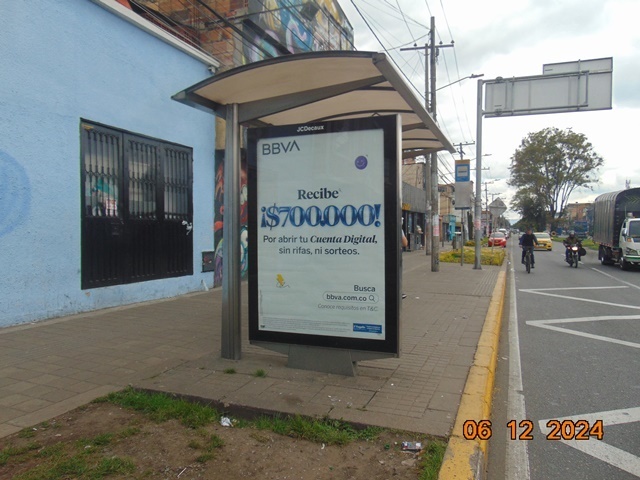 JCDecaux
BBVA
Recibe
¡$700.000!
Por abrir tu Cuenta Digital,
sin rifas, ni sorteos.
Busca
bbva.com.co
06 12 2024